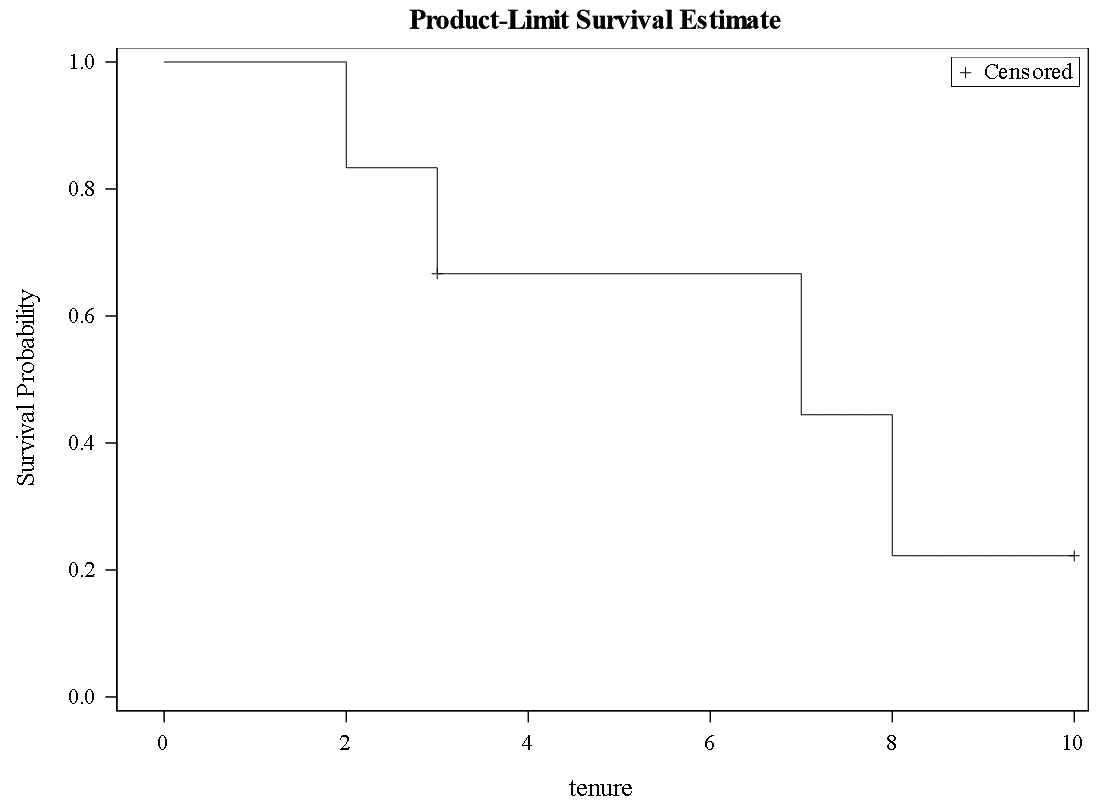 Product-Limit Survival Estimate
+ Censored
1.0
0.8
0.6
0.4
0.2
0.0
Survival Probability
0 2 4 6 8 10
tenure